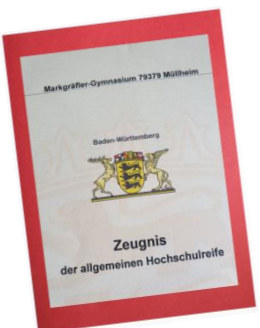 Markgräfler-Gymnasium 79379 Müllheim
Baden-Württemberg
Zeugnis
der allgemeinen Hochschulreife